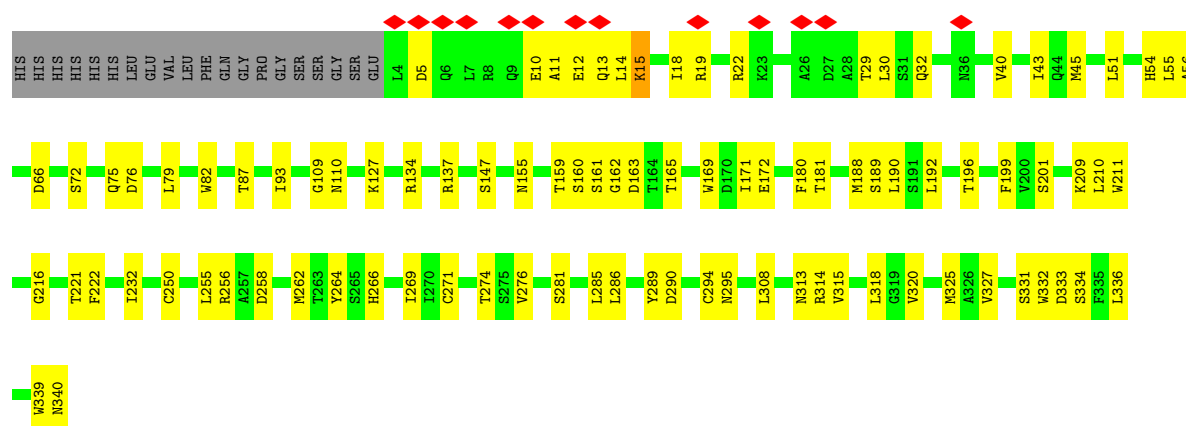 HIS HIS HIS HIS HIS HIS LEU GLU VAL LEU PHE GLN GLY PRO GLY SER SER GLY SER GLU L4 D5 Q6 L7 R8 Q9 E10 A11 E12 Q13 L14 K15 I18 R19 R22 K23 A26 D27 A28 T29 L30 S31 Q32 N36 V40 I43 Q44 M45 L51 H54 L55 A56
D66 S72 Q75 D76 L79 W82 T87 I93 G109 N110 K127 R134 R137 S147 N155 T159 S160 S161 G162 D163 T164 T165 W169 D170 I171 E172 F180 T181 M188 S189 L190 S191 L192 T196 F199 V200 S201 K209 L210 W211
G216 T221 F222 I232 C250 L255 R256 A257 D258 M262 T263 Y264 S265 H266 I269 I270 C271 T274 S275 V276 S281 L285 L286 Y289 D290 C294 N295 L308 N313 R314 V315 L318 G319 V320 M325 A326 V327 S331 W332 D333 S334 F335 L336
W339 N340